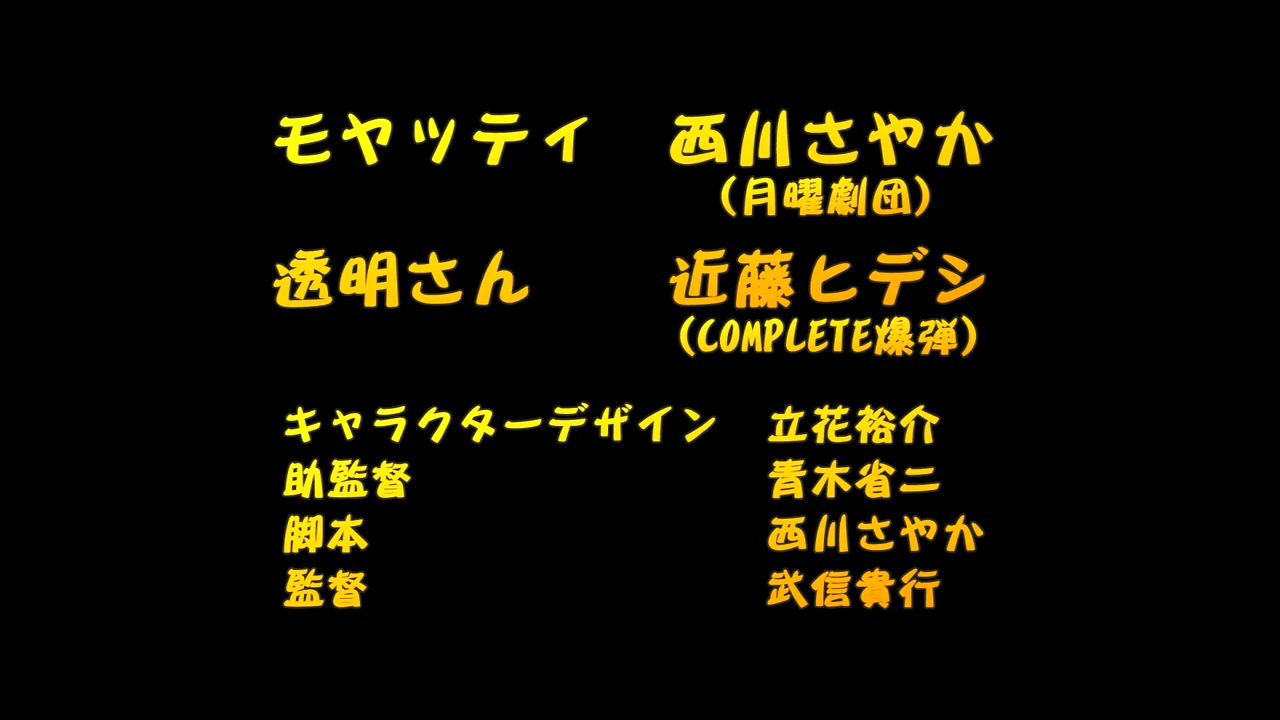 モヤッティ　西川さやか
(月曜劇団)
透明さん　近藤ヒデシ
(COMPLETE爆弾)
キャラクターデザイン　立花裕介
助監督　青木省二
脚本　西川さやか
監督　武信貴行